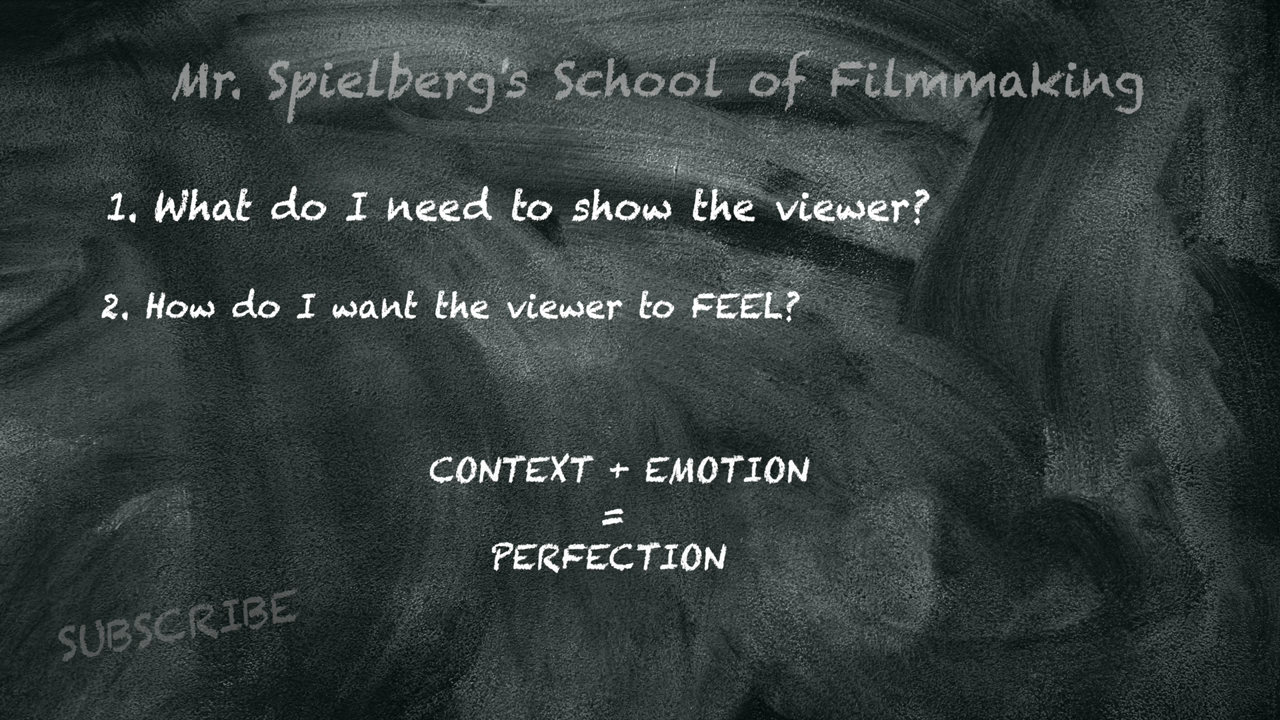 Mr. Spielberg's School of Filmmaking
1. What do I need to show the viewer?
2. How do I want the viewer to FEEL?
CONTEXT + EMOTION
=
PERFECTION
SUBSCRIBE